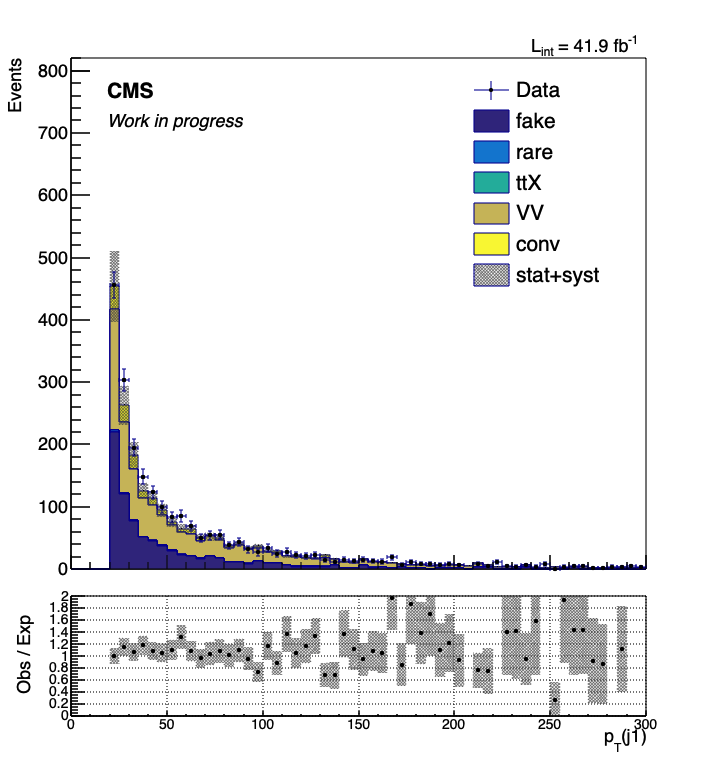 L_int = 41.9 fb^-1
Events
800
700
600
500
400
300
200
100
0
CMS
Work in progress
Data
fake
rare
ttX
VV
conv
stat+syst
Obs / Exp
2
1.8
1.6
1.4
1.2
1
0.8
0.6
0.4
0.2
0
0 50 100 150 200 250 300
p_T(j1)